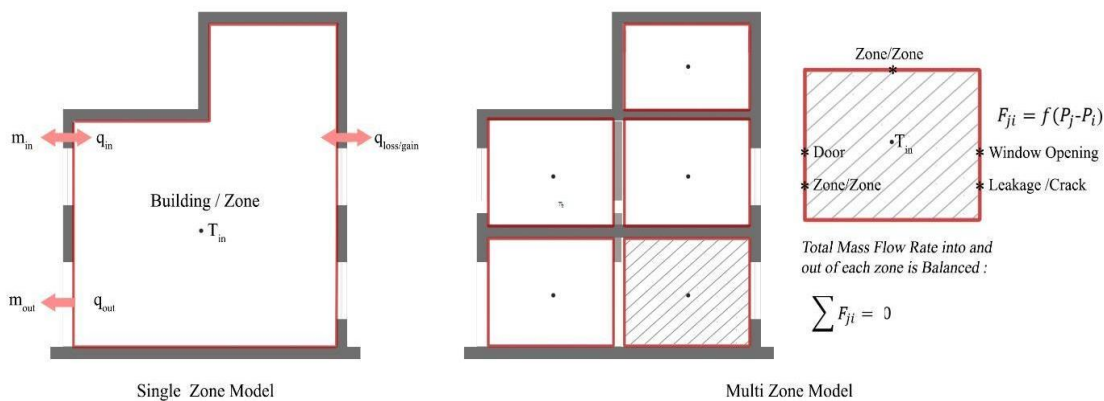 m_in q_in
q_loss/gain
Building / Zone
T_in
m_out q_out
Single Zone Model
Multi Zone Model
Zone/Zone
F_ji = f(P_j-P_i)
T_in
* Door
* Window Opening
* Zone/Zone
* Leakage /Crack
Total Mass Flow Rate into and
out of each zone is Balanced :
∑ F_ji = 0